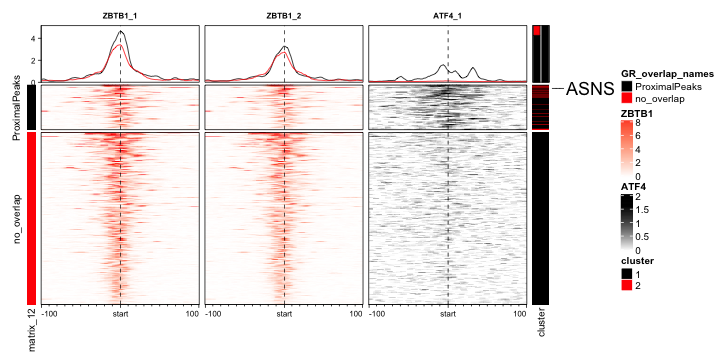 ZBTB1_1 ZBTB1_2 ATF4_1
4
2
0
ProximalPeaks
no_overlap
matrix_12
ASNS
cluster
-100 start 100 -100 start 100 -100 start 100
GR_overlap_names
ProximalPeaks
no_overlap
ZBTB1
8
6
4
2
0
ATF4
2
1.5
1
0.5
0
cluster
1
2